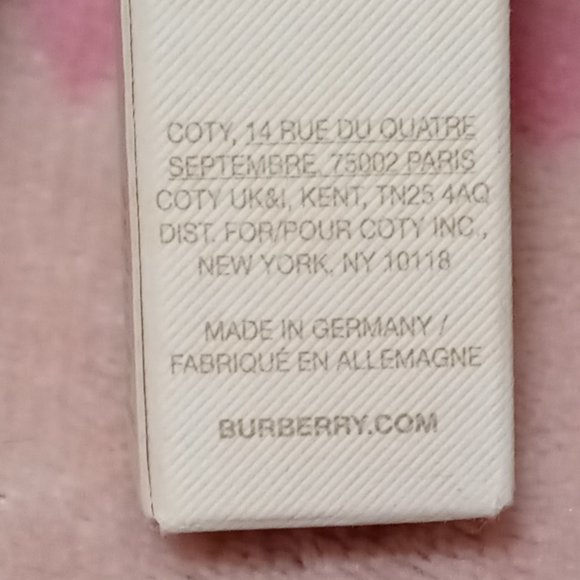 COTY, 14 RUE DU QUATRE
SEPTEMBRE, 75002 PARIS
COTY UK&I, KENT, TN25 4AQ
DIST. FOR/POUR COTY INC.,
NEW YORK, NY 10118
MADE IN GERMANY /
FABRIQUÉ EN ALLEMAGNE
BURBERRY.COM